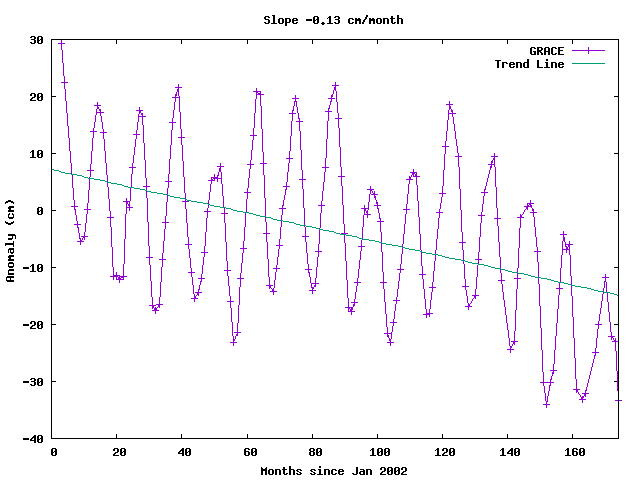 Slope -0.13 cm/month
GRACE
Trend Line
30
20
10
0
-10
-20
-30
-40
Anomaly (cm)
0 20 40 60 80 100 120 140 160
Months since Jan 2002